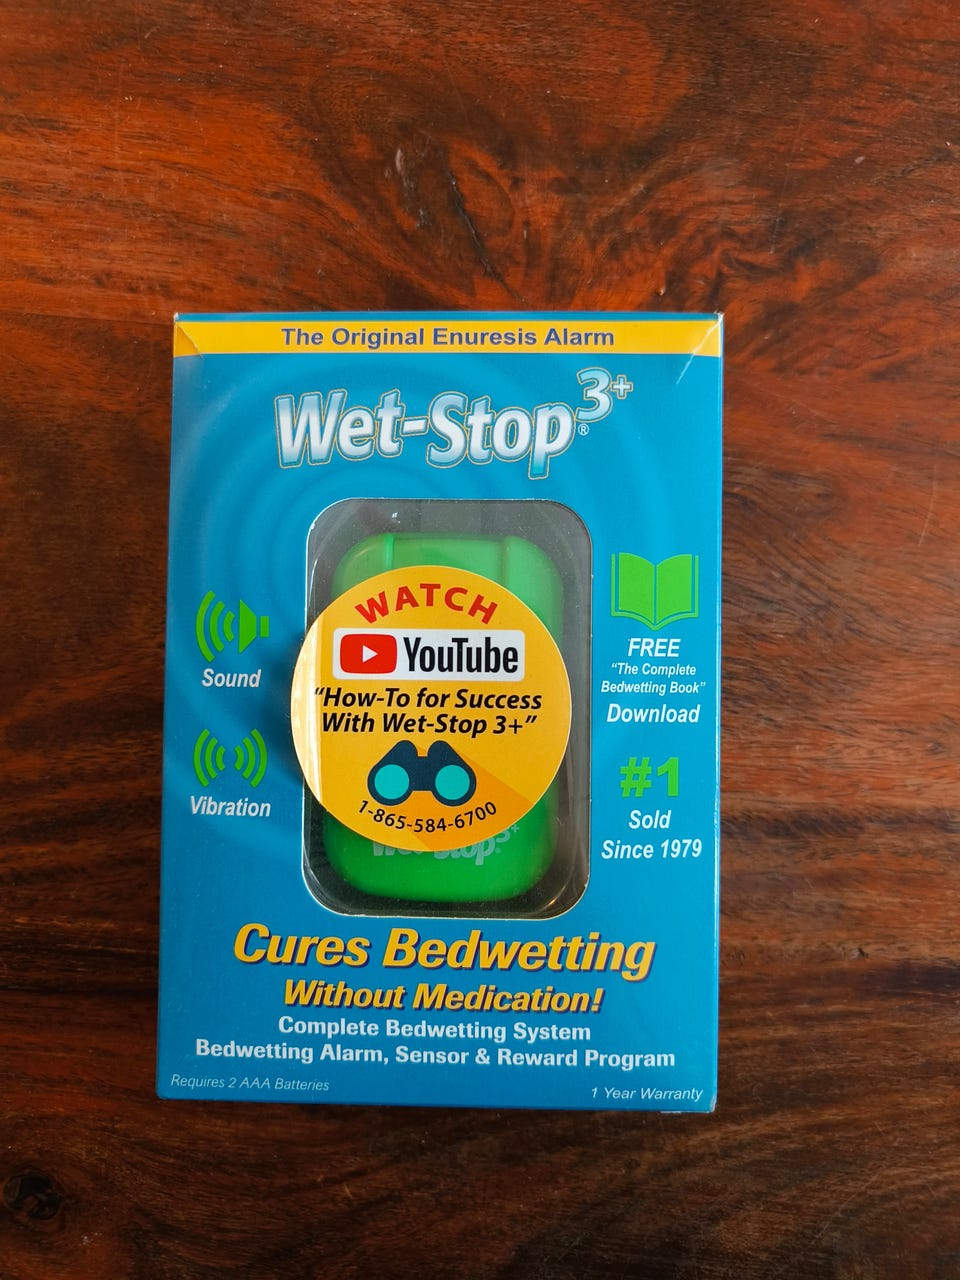 The Original Enuresis Alarm
Wet-Stop3+®
WATCH
YouTube
"How-To for Success
With Wet-Stop 3+"
1-865-584-6700
Wet-Stop3+
Sound
Vibration
FREE
"The Complete
Bedwetting Book"
Download
#1
Sold
Since 1979
Cures Bedwetting
Without Medication!
Complete Bedwetting System
Bedwetting Alarm, Sensor & Reward Program
Requires 2 AAA Batteries
1 Year Warranty